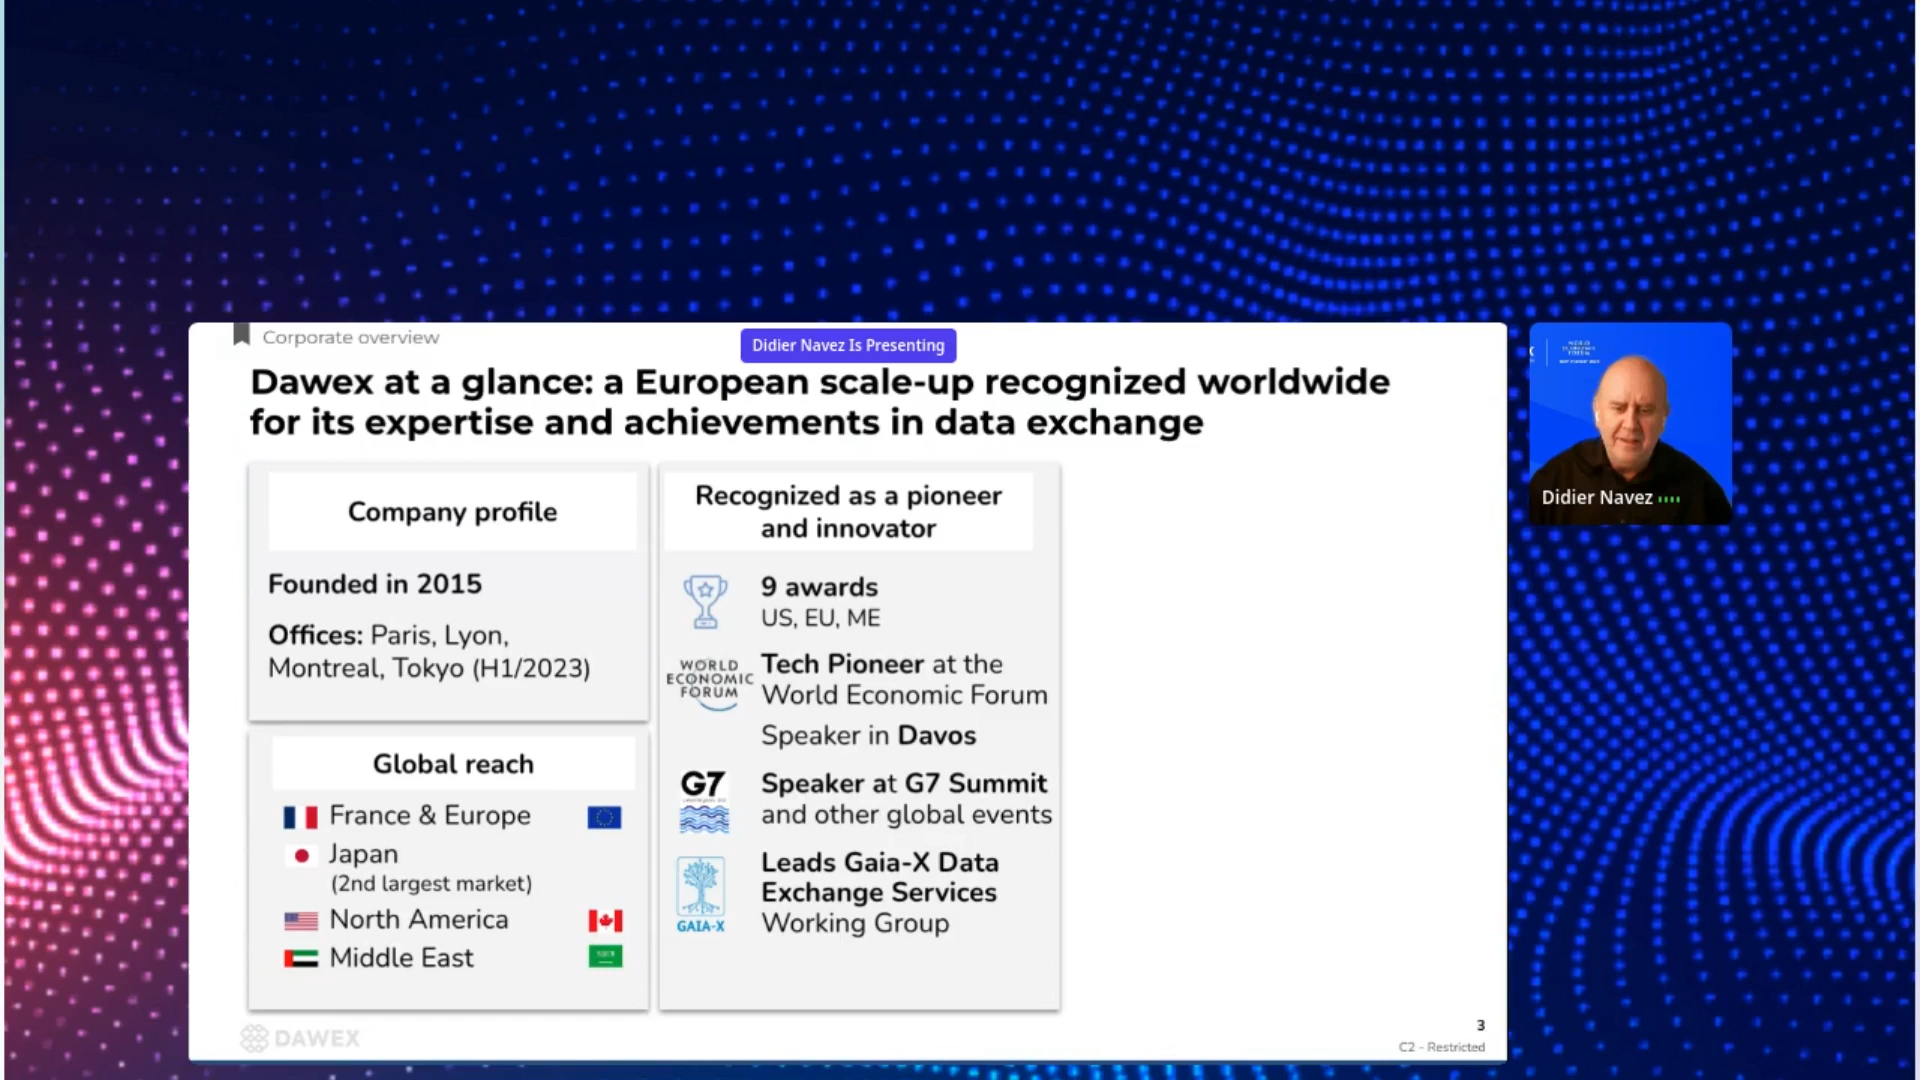 Corporate overview
Didier Navez Is Presenting
Dawex at a glance: a European scale-up recognized worldwide
for its expertise and achievements in data exchange
Company profile
Founded in 2015
Offices: Paris, Lyon,
Montreal, Tokyo (H1/2023)
Global reach
France & Europe
Japan
(2nd largest market)
North America
Middle East
Recognized as a pioneer
and innovator
9 awards
US, EU, ME
WORLD
ECONOMIC
FORUM
Tech Pioneer at the
World Economic Forum
Speaker in Davos
G7
Speaker at G7 Summit
and other global events
GAIA-X
Leads Gaia-X Data
Exchange Services
Working Group
DAWEX
3
C2 - Restricted
WORLD
ECONOMIC
FORUM
Didier Navez